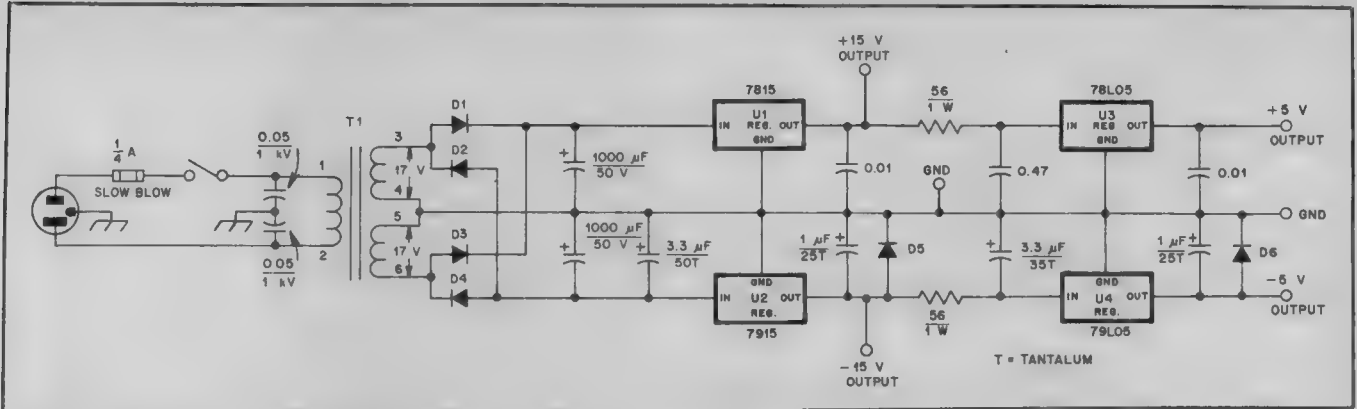 +15 V
OUTPUT
7815
78L05
D1
U1
IN REG. OUT
GND
56
1 W
U3
IN REG OUT
GND
+5 V
OUTPUT
T1
3
0.05
1 kV
1
D2
1/4 A
SLOW BLOW
17 V
4
1000 µF
50 V
0.01
GND
0.47
0.01
5
GND
17 V
6
D3
1000 µF
50 V
3.3 µF
50T
1 µF
25T
D5
3.3 µF
35T
1 µF
25T
D6
2
0.05
1 kV
D4
GND
IN U2 OUT
REG.
7915
56
1 W
GND
IN U4 OUT
REG.
79L05
-5 V
OUTPUT
-15 V
OUTPUT
T = TANTALUM